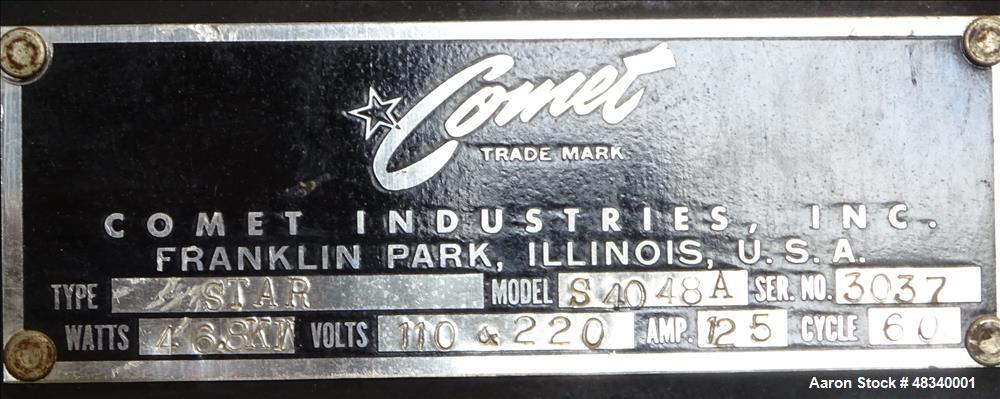 Comet
TRADE MARK
COMET INDUSTRIES, INC.
FRANKLIN PARK, ILLINOIS, U.S.A.
TYPE STAR MODEL S4048A SER. NO. 3037
WATTS 46.8KW VOLTS 110 & 220 AMP. 125 CYCLE 60
Aaron Stock # 48340001